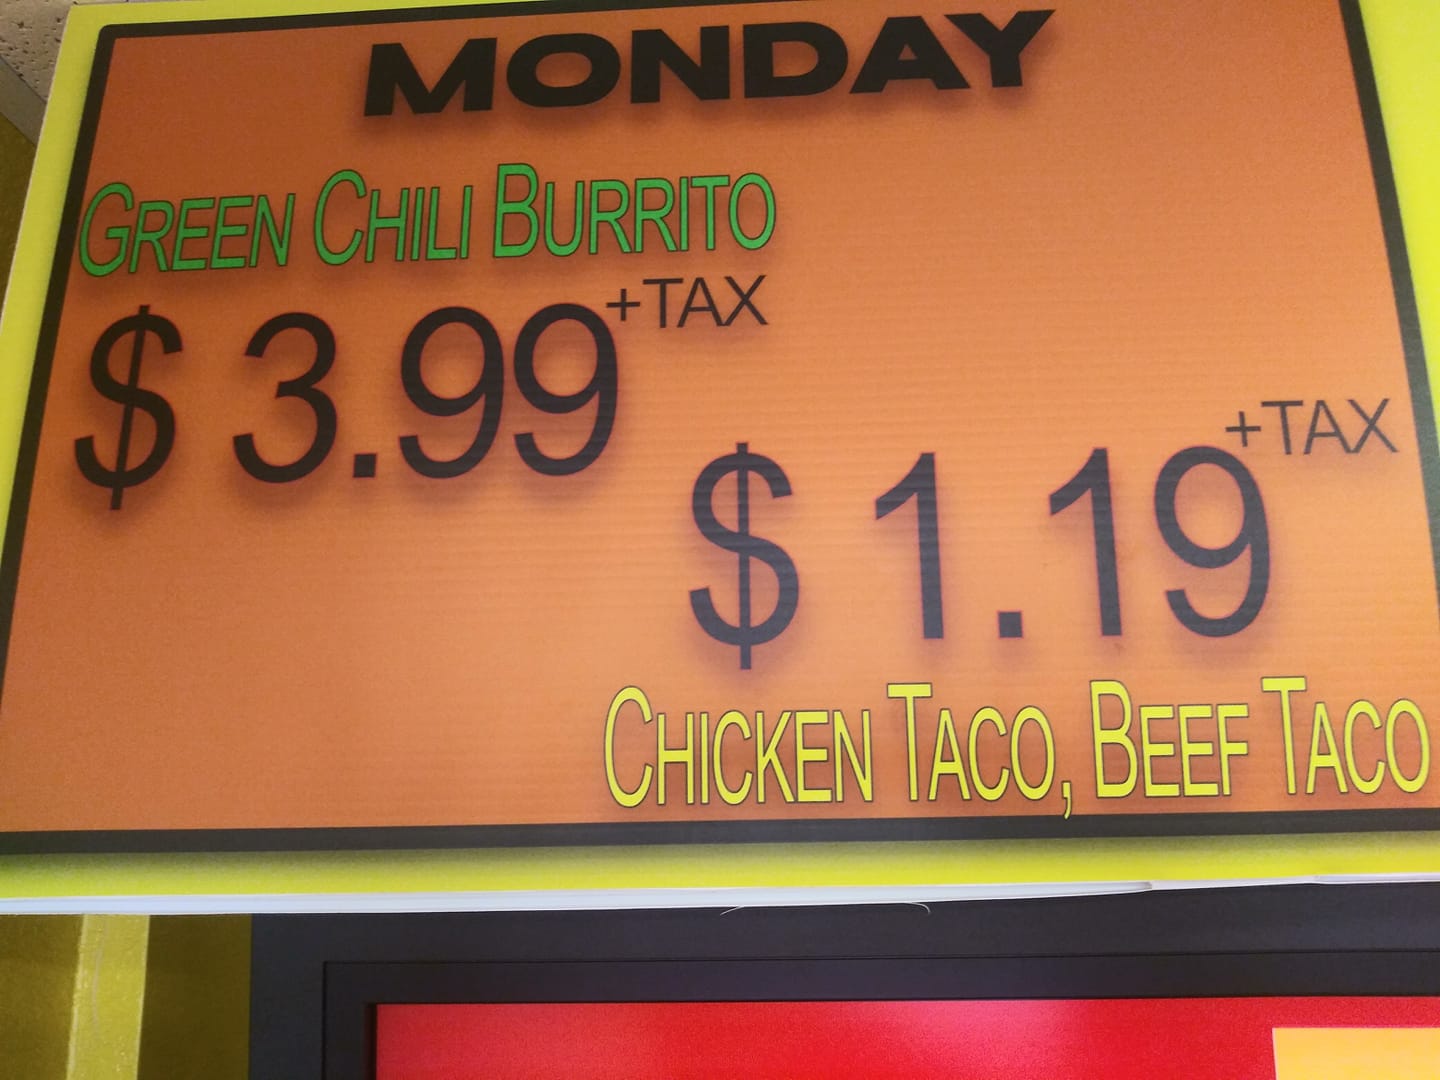 MONDAY
GREEN CHILI BURRITO
$ 3.99 +TAX
$ 1.19 +TAX
CHICKEN TACO, BEEF TACO